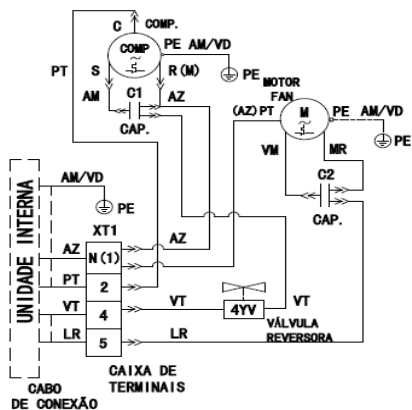 C COMP.
COMP
PE AM/VD
PE
PT S R(M)
AM C1 AZ
CAP.
MOTOR
FAN
(AZ)PT M PE AM/VD
PE
VM MR
C2
CAP.
UNIDADE INTERNA
AM/VD
PE
XT1
AZ N(1) AZ
PT 2
VT 4 VT 4YV VT
VÁLVULA
REVERSORA
LR 5 LR
CAIXA DE
TERMINAIS
CABO
DE CONEXÃO